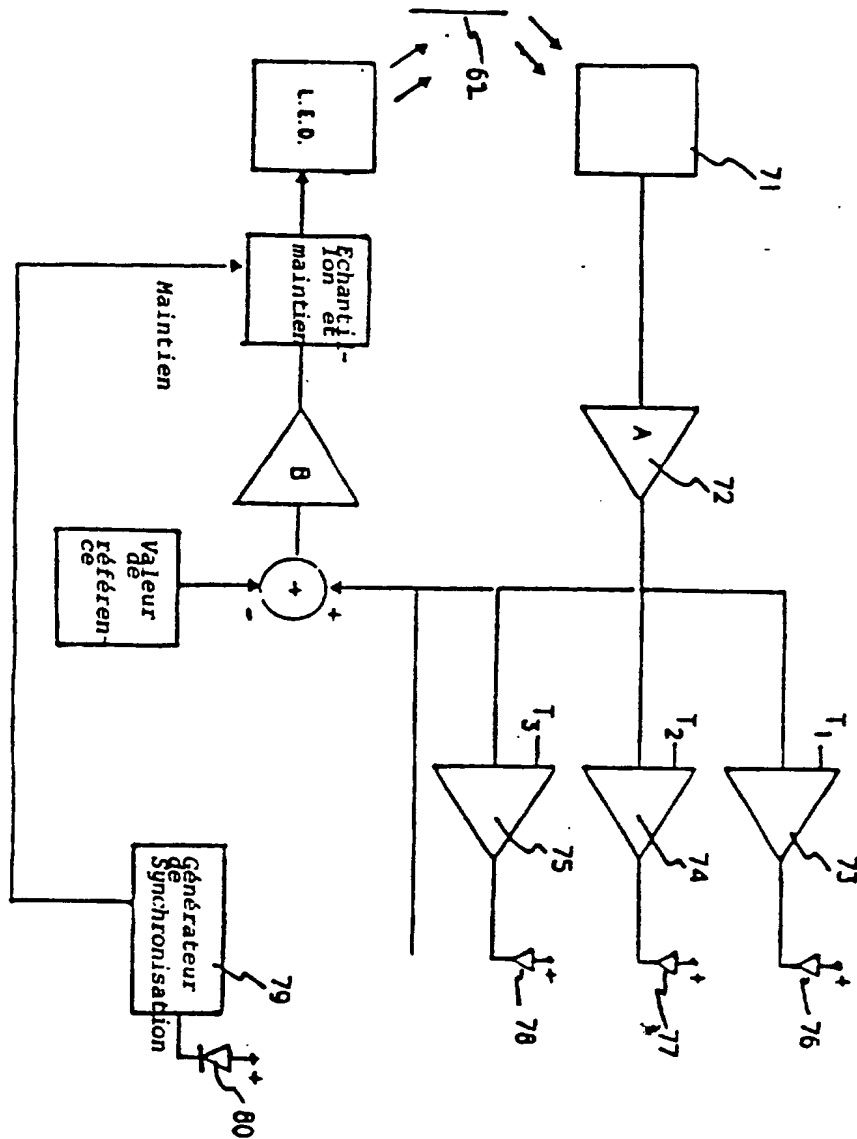 T1
73
+
76
71
72
A
T2
74
+
77
T3
75
+
78
62
L.E.D.
Echantil-
lon et
maintien
B
+
+
-
Maintien
Valeur
de
référen-
ce
79
Générateur
de
Synchronisation
+
80